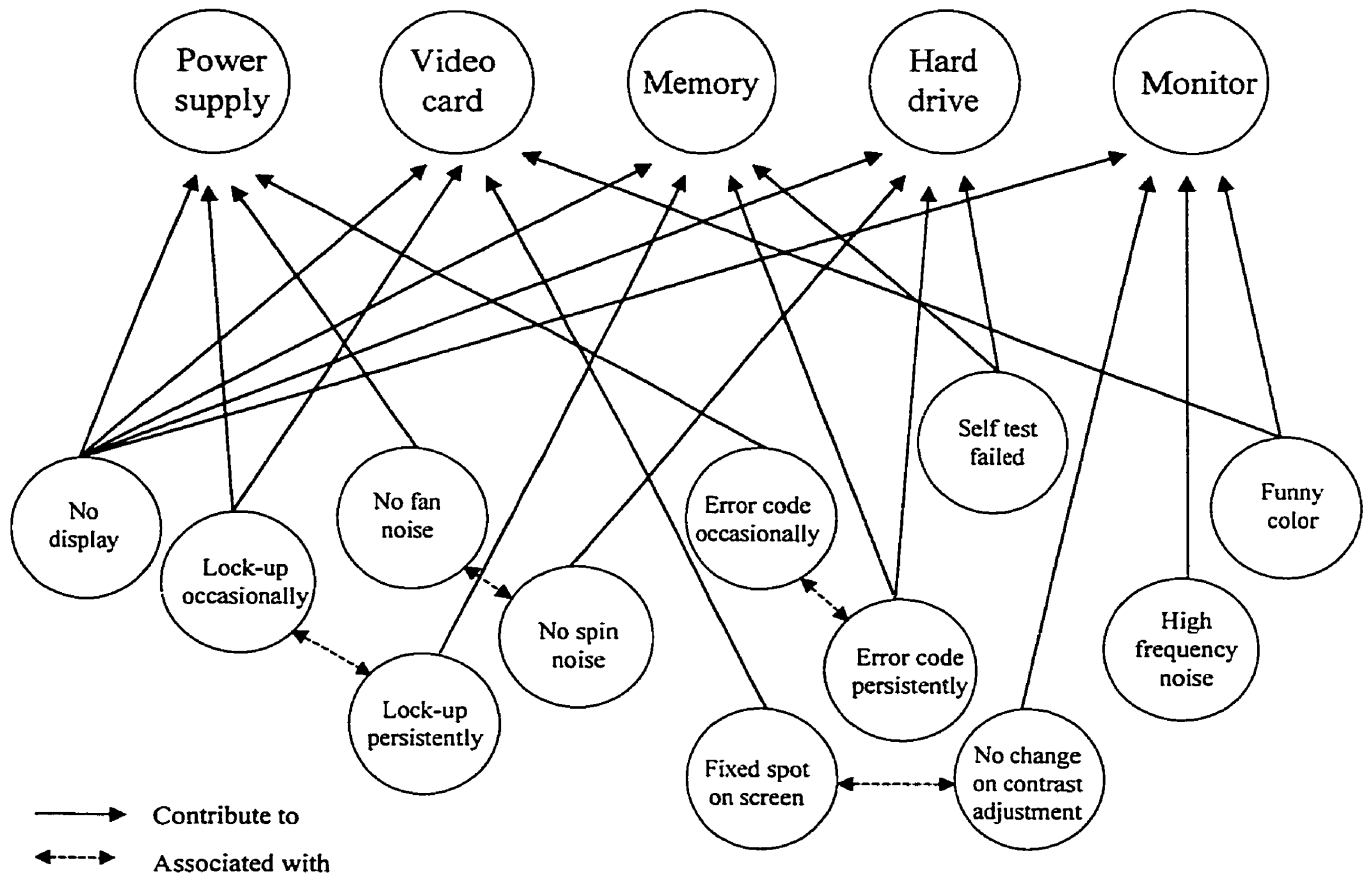 Power
supply
Video
card
Memory
Hard
drive
Monitor
No
display
Lock-up
occasionally
No fan
noise
Lock-up
persistently
No spin
noise
Error code
occasionally
Error code
persistently
Self test
failed
Funny
color
High
frequency
noise
Fixed spot
on screen
No change
on contrast
adjustment
Contribute to
Associated with